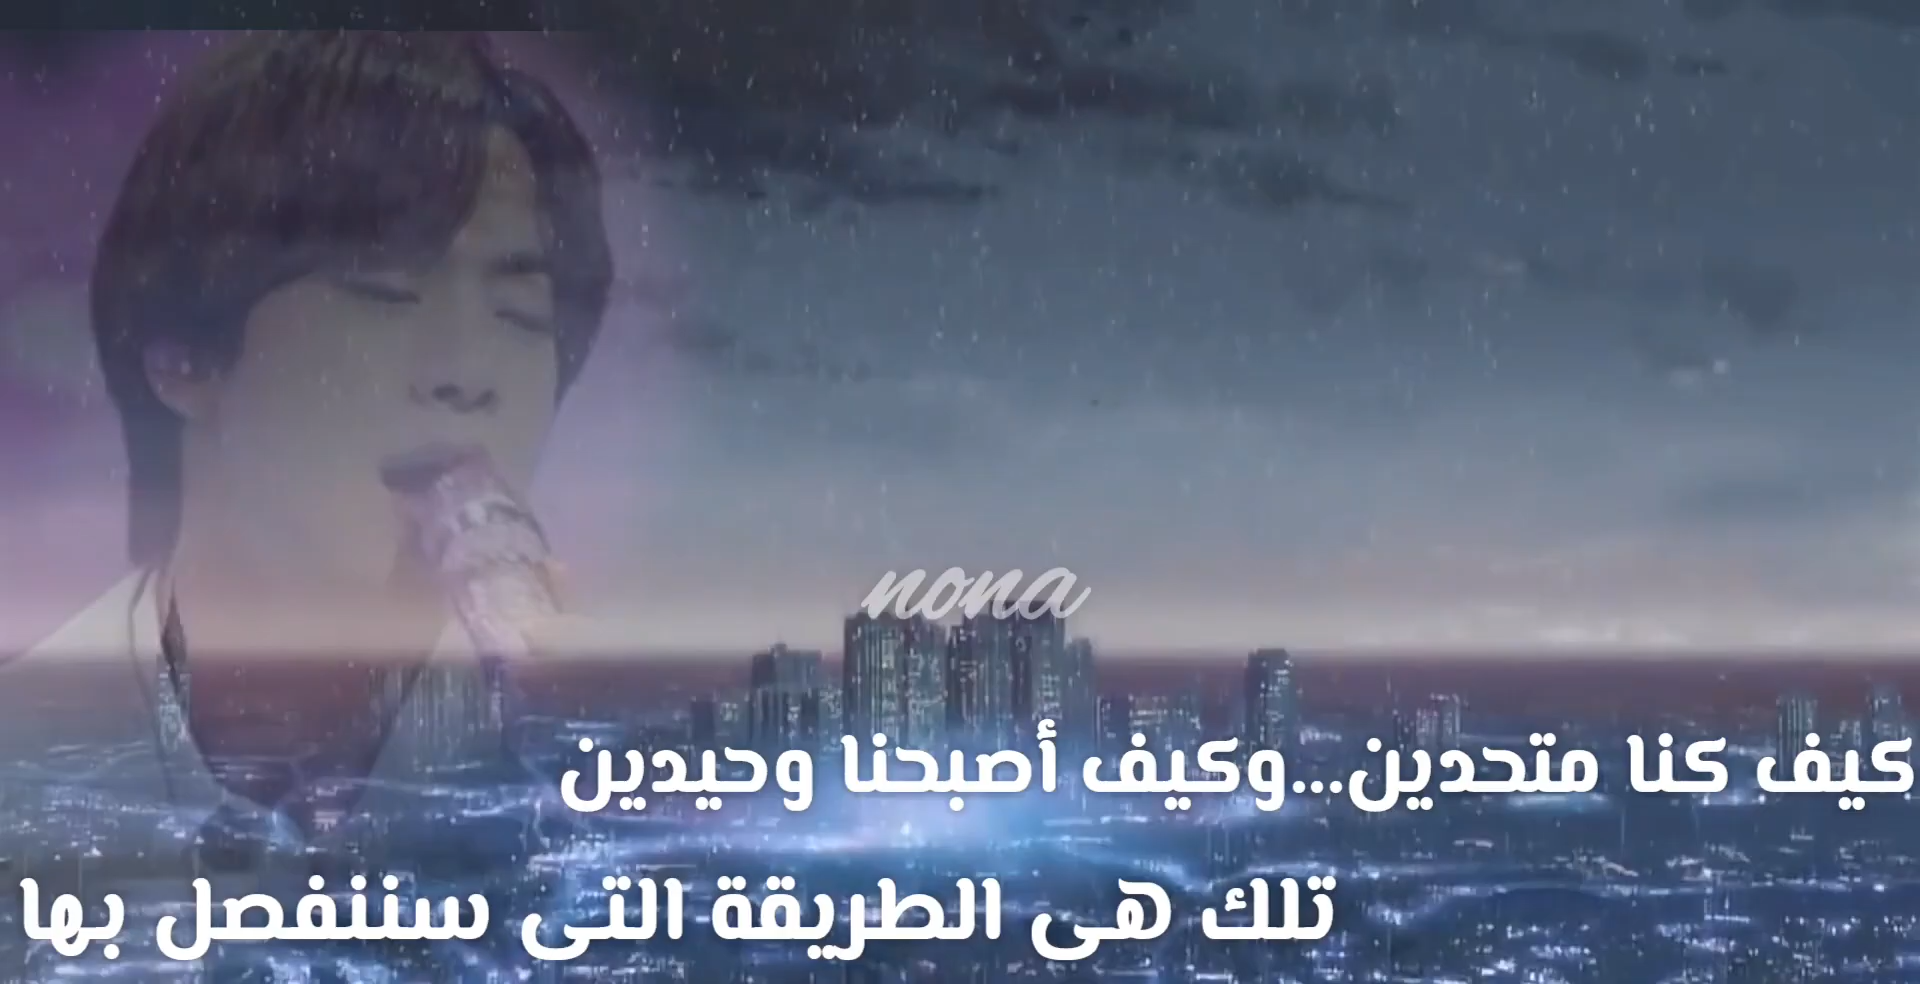 nona
كيف كنا متحدين...وكيف أصبحنا وحيدين
تلك هى الطريقة التى سننفصل بها